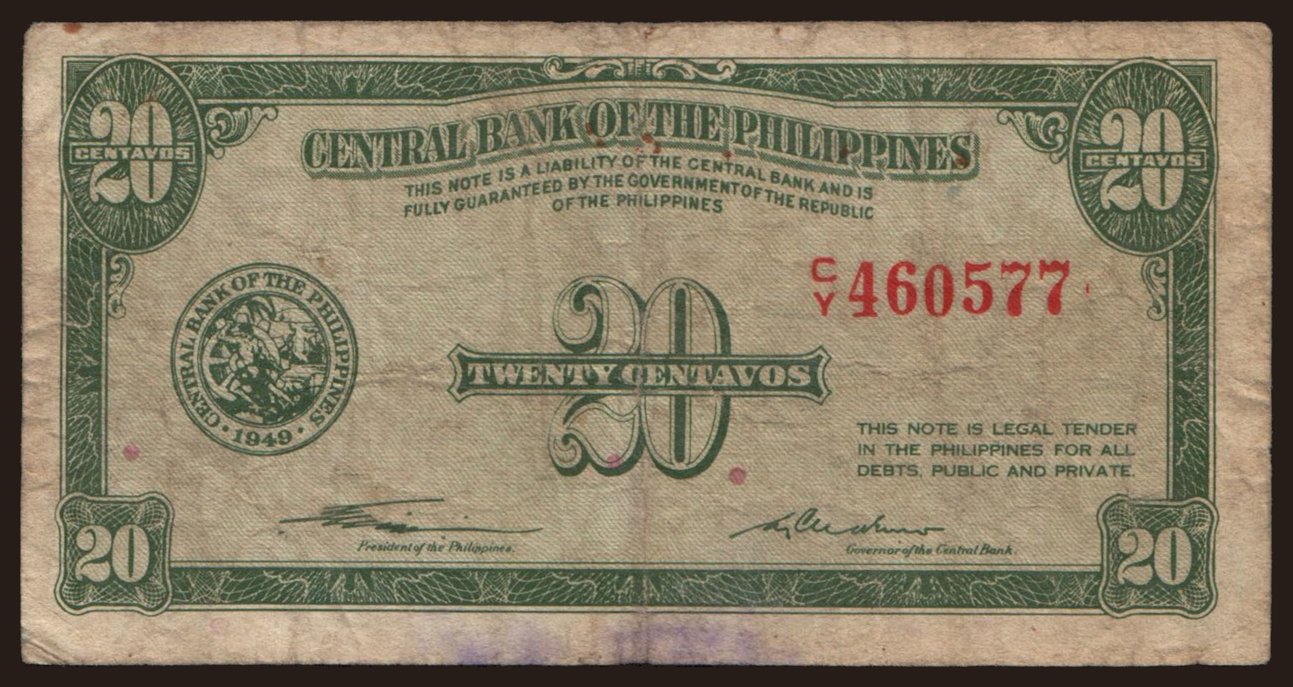 20
CENTAVOS
20
20
CENTAVOS
20
CENTRAL BANK OF THE PHILIPPINES
THIS NOTE IS A LIABILITY OF THE CENTRAL BANK AND IS
FULLY GUARANTEED BY THE GOVERNMENT OF THE REPUBLIC
OF THE PHILIPPINES
C/Y 460577
CENTRAL BANK OF THE PHILIPPINES
· 1949 ·
20
TWENTY CENTAVOS
20
THIS NOTE IS LEGAL TENDER
IN THE PHILIPPINES FOR ALL
DEBTS, PUBLIC AND PRIVATE.
President of the Philippines.
Governor of the Central Bank.
20
20